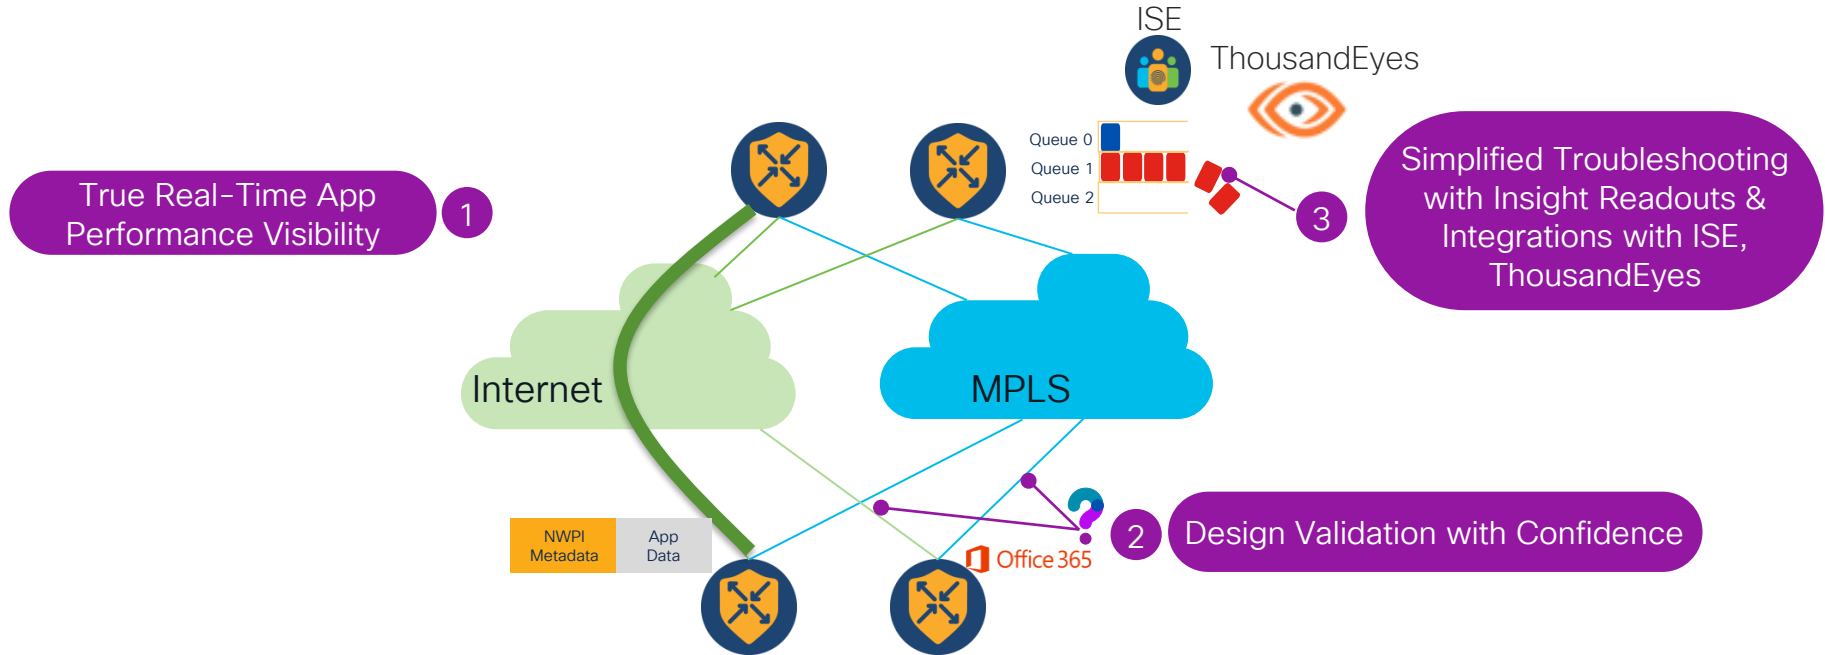 ISE
ThousandEyes
Queue 0
Queue 1
Queue 2
True Real-Time App
Performance Visibility
1
3
Simplified Troubleshooting
with Insight Readouts &
Integrations with ISE,
ThousandEyes
Internet
MPLS
NWPI
Metadata
App
Data
Office 365
2
Design Validation with Confidence